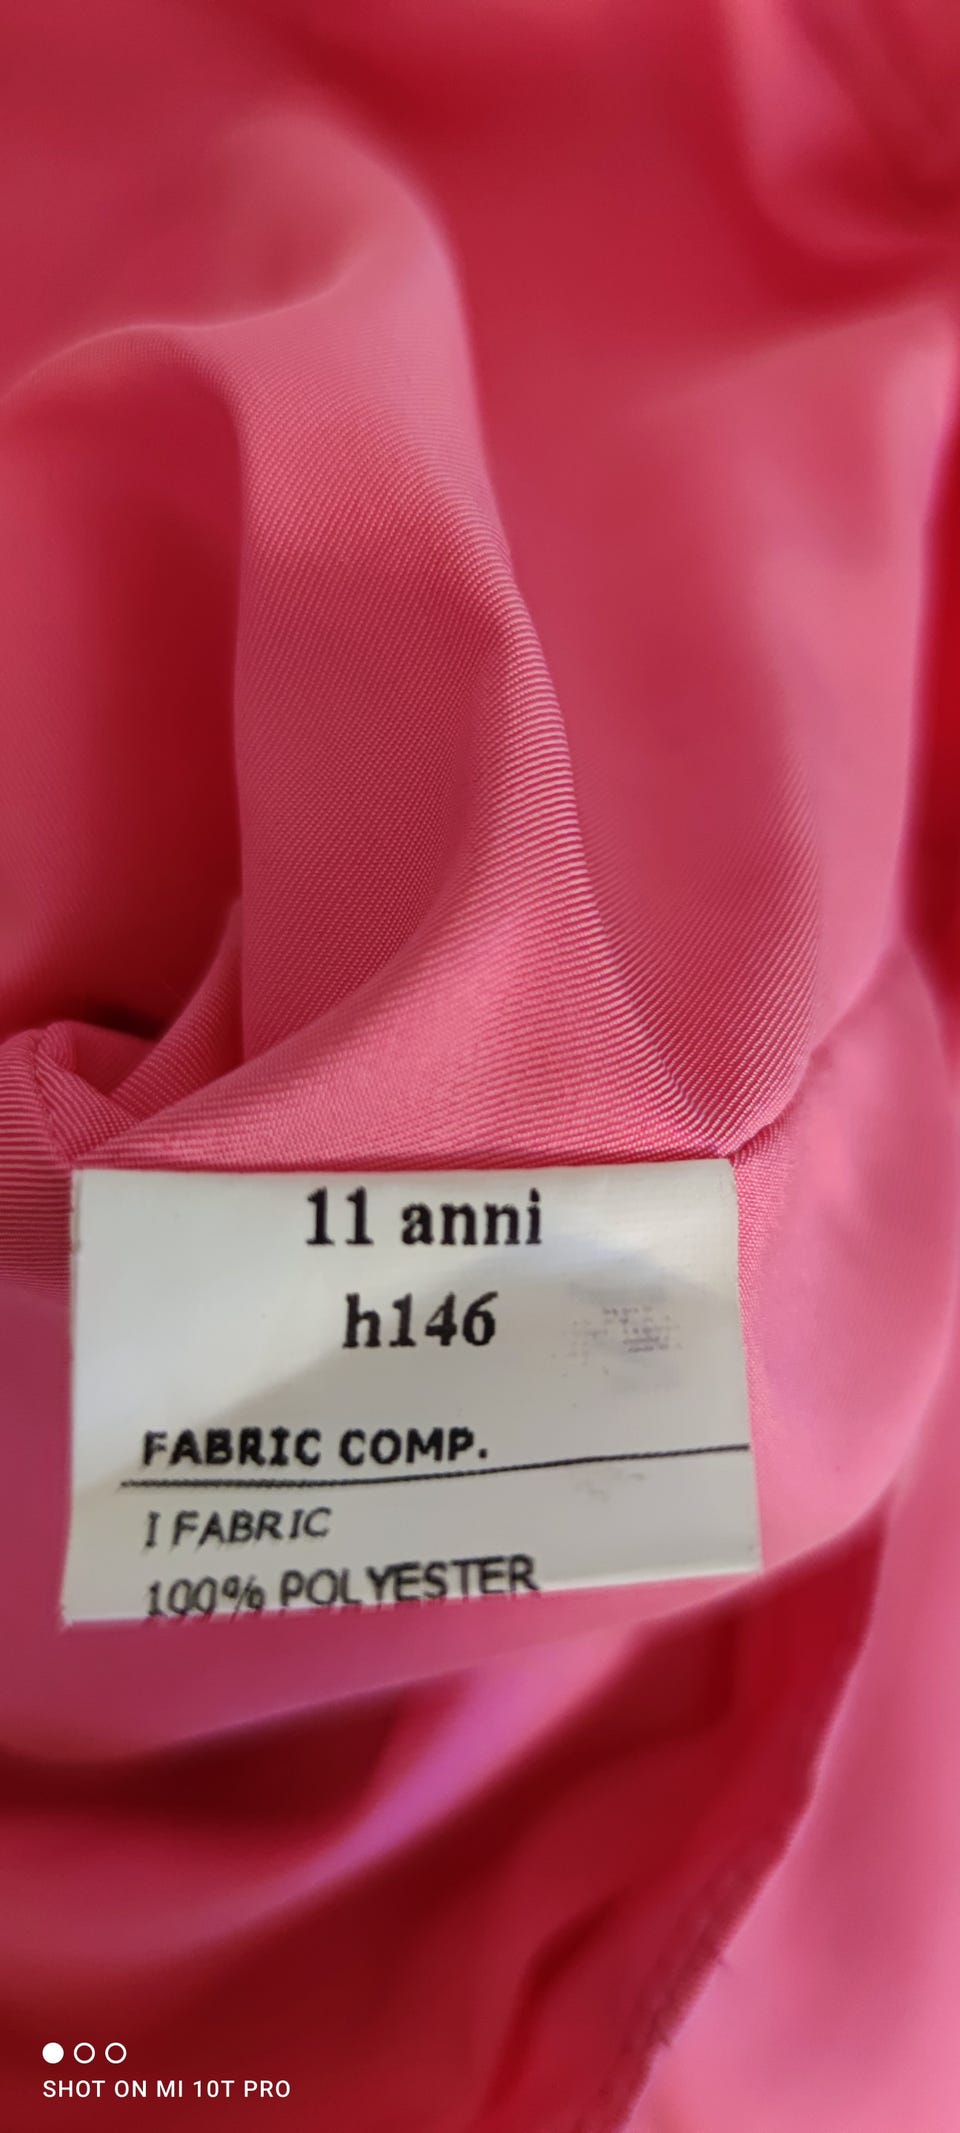 11 anni
h146
FABRIC COMP.
I FABRIC
100% POLYESTER
SHOT ON MI 10T PRO